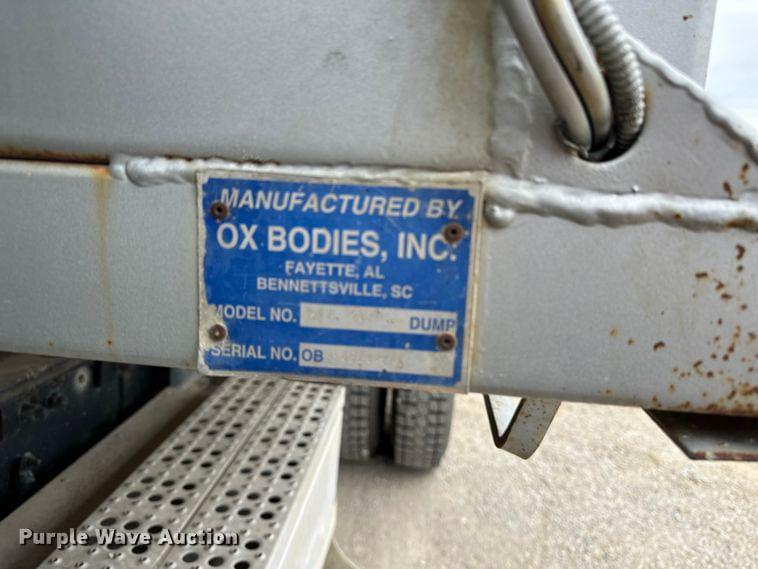 MANUFACTURED BY
OX BODIES, INC.
FAYETTE, AL
BENNETTSVILLE, SC
MODEL NO. DUMP
SERIAL NO. OB
Purple Wave Auction